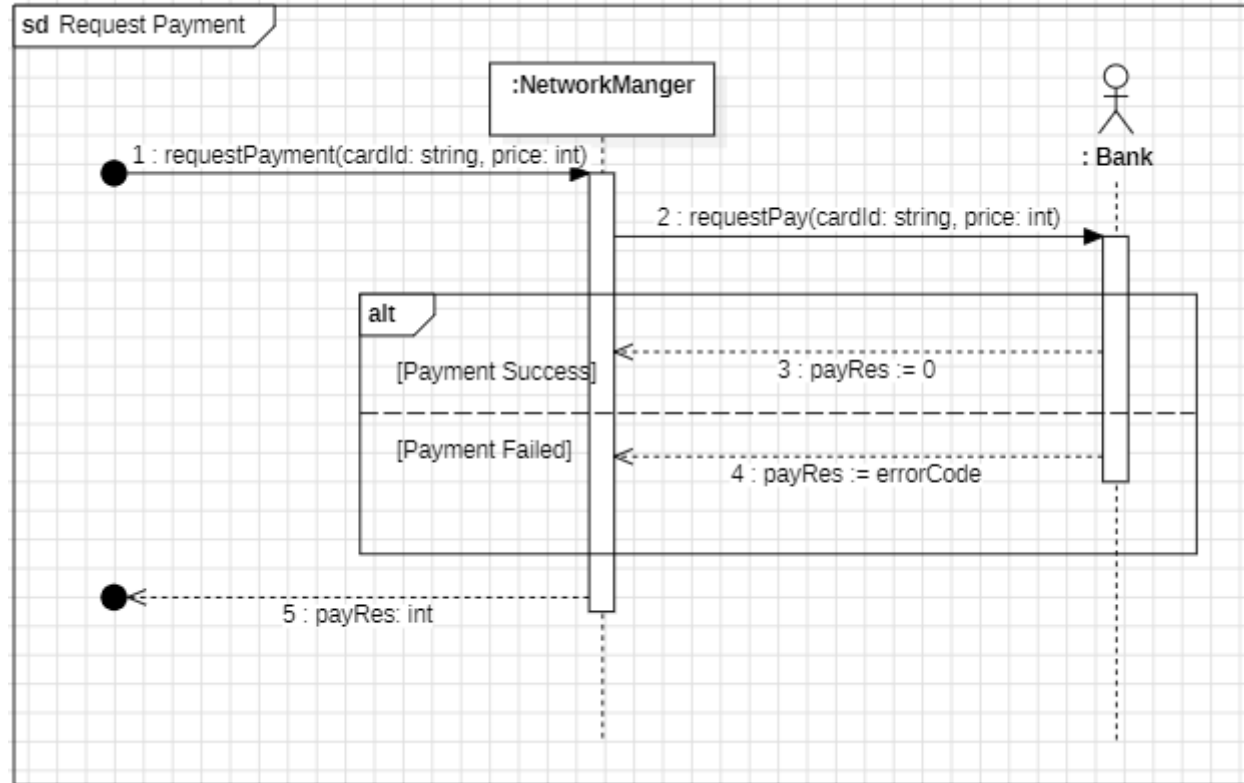 sd Request Payment
:NetworkManger
: Bank
1 : requestPayment(cardId: string, price: int)
2 : requestPay(cardId: string, price: int)
alt
[Payment Success]
3 : payRes := 0
[Payment Failed]
4 : payRes := errorCode
5 : payRes: int